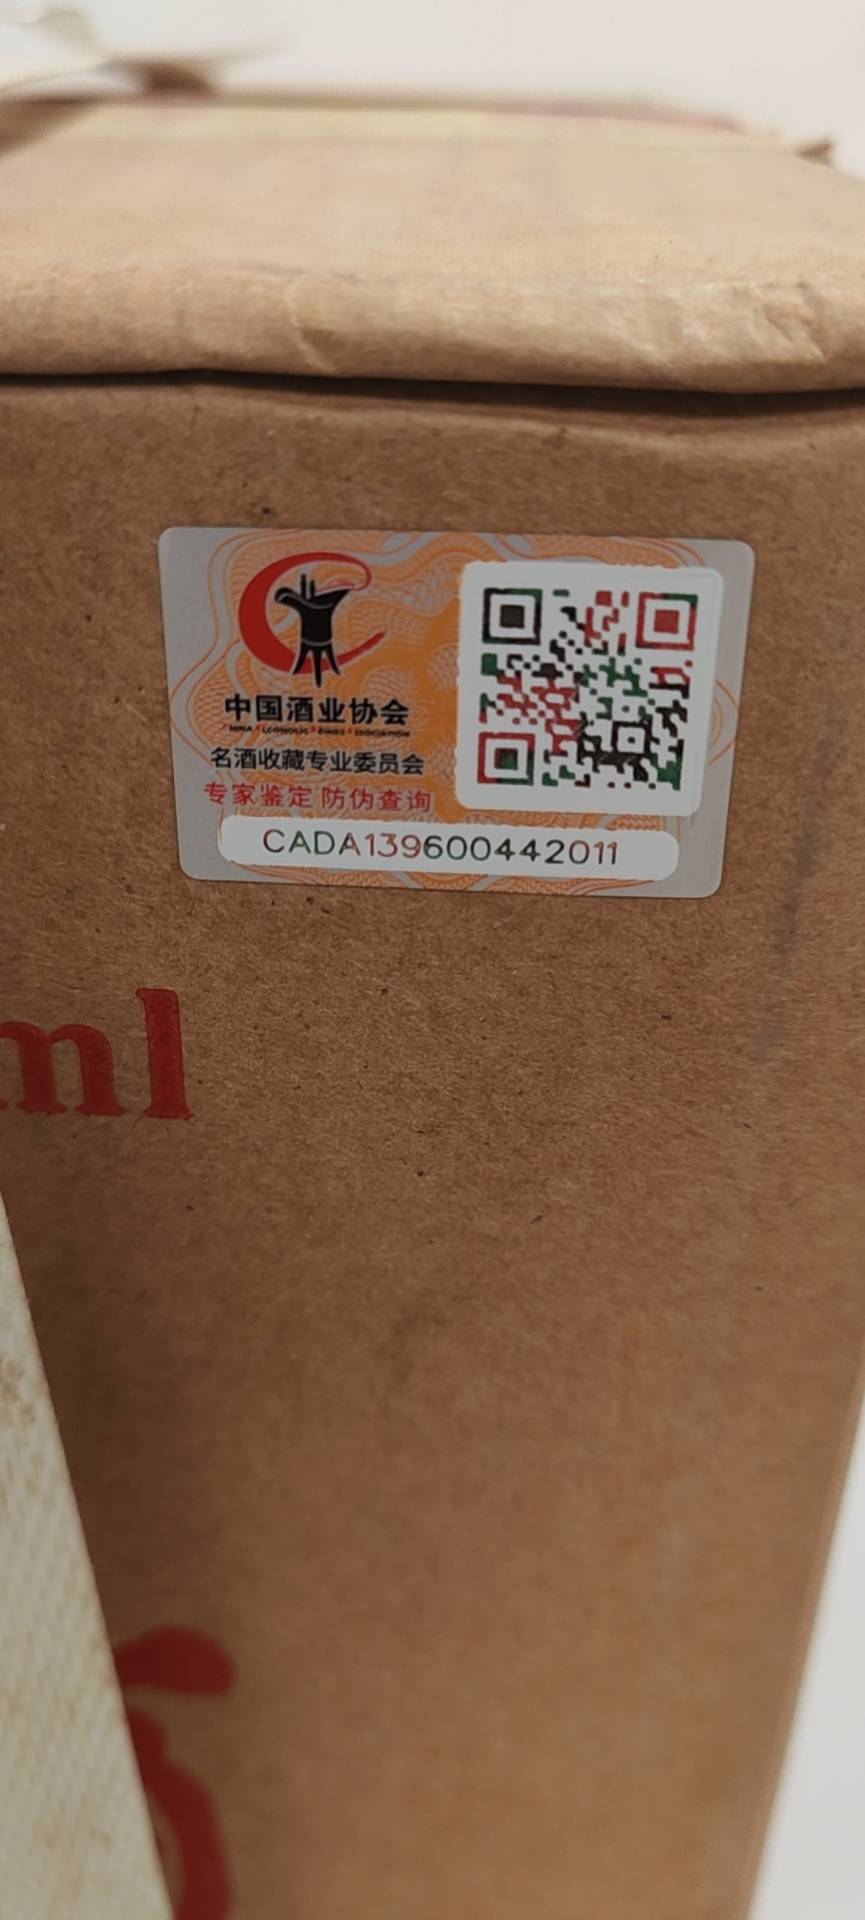 中国酒业协会
名酒收藏专业委员会
专家鉴定 防伪查询
CADA139600442011
ml